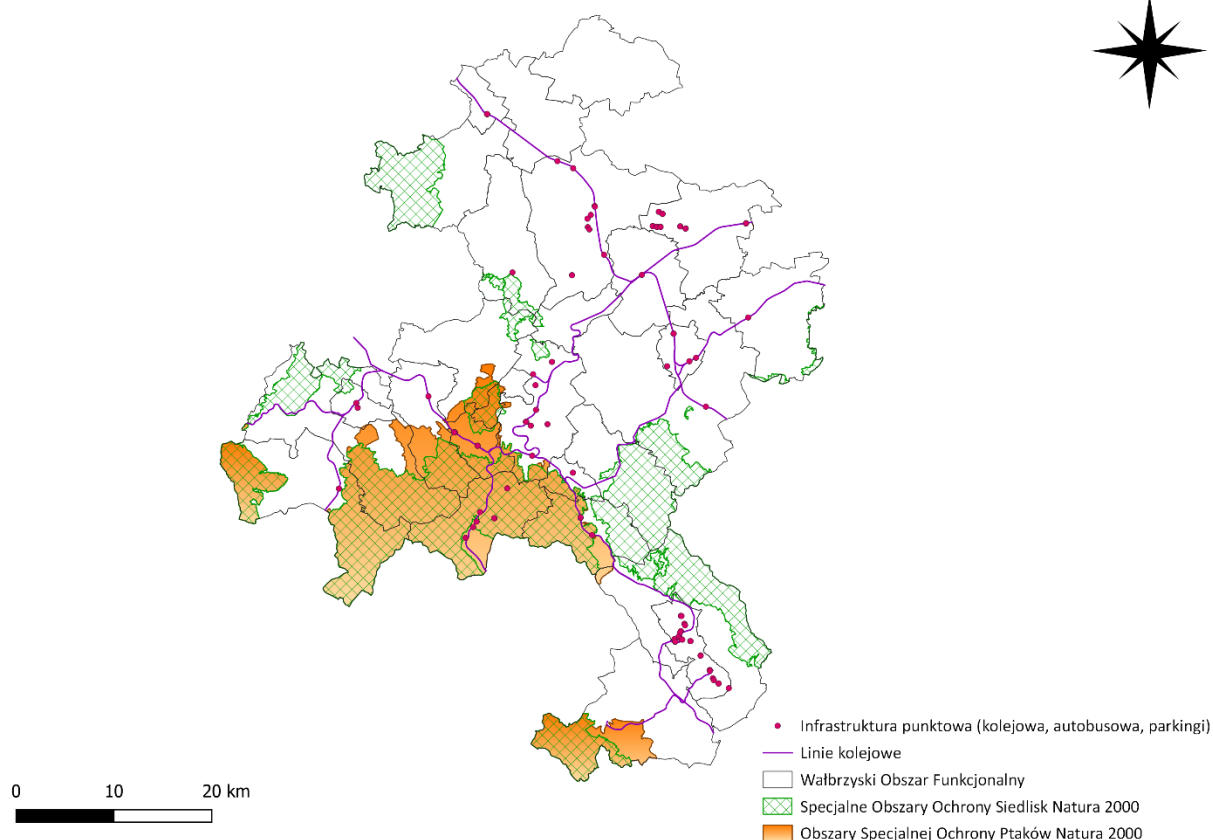 Infrastruktura punktowa (kolejowa, autobusowa, parkingi)
Linie kolejowe
Wałbrzyski Obszar Funkcjonalny
Specjalne Obszary Ochrony Siedlisk Natura 2000
Obszary Specjalnej Ochrony Ptaków Natura 2000
0 10 20 km